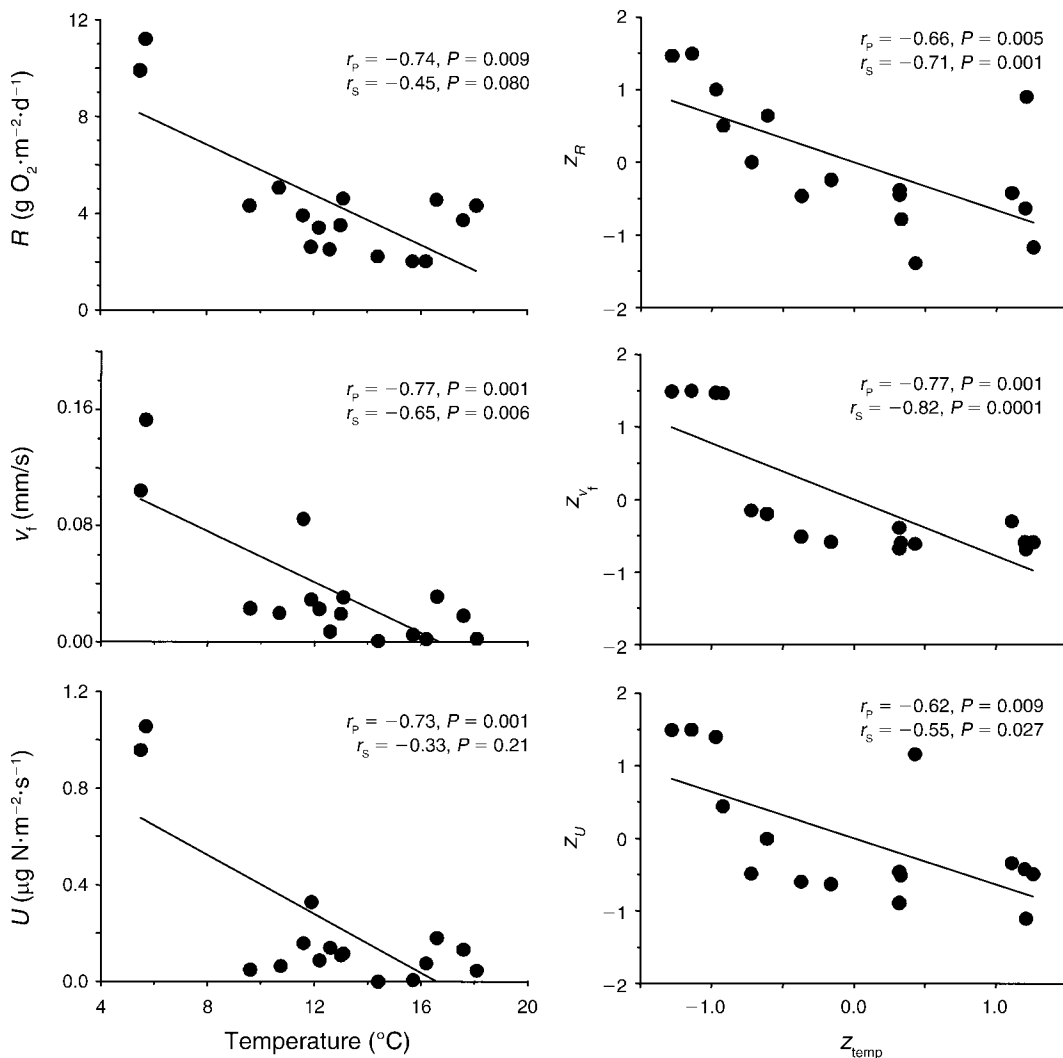 12
8
4
0
R (g O₂·m⁻²·d⁻¹)
r_P = −0.74, P = 0.009
r_S = −0.45, P = 0.080
2
1
0
−1
−2
z_R
r_P = −0.66, P = 0.005
r_S = −0.71, P = 0.001
0.16
0.08
0.00
v_f (mm/s)
r_P = −0.77, P = 0.001
r_S = −0.65, P = 0.006
2
1
0
−1
−2
z_v_f
r_P = −0.77, P = 0.001
r_S = −0.82, P = 0.0001
1.2
0.8
0.4
0.0
U (μg N·m⁻²·s⁻¹)
r_P = −0.73, P = 0.001
r_S = −0.33, P = 0.21
4 8 12 16 20
Temperature (°C)
2
1
0
−1
−2
z_U
r_P = −0.62, P = 0.009
r_S = −0.55, P = 0.027
−1.0 0.0 1.0
z_temp